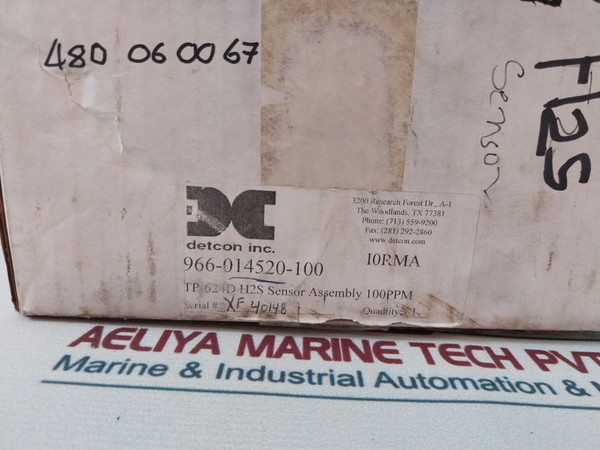 48D 060067
H2S
Sensor
detcon inc.
3200 Research Forest Dr., A-1
The Woodlands, TX 77381
Phone: (713) 559-9200
Fax: (281) 292-2860
www.detcon.com
966-014520-100
I0RMA
TP-624D H2S Sensor Assembly 100PPM
Serial #: XF 40148
Quantity: 1
AELIYA MARINE TECH PVT
Marine & Industrial Automation &